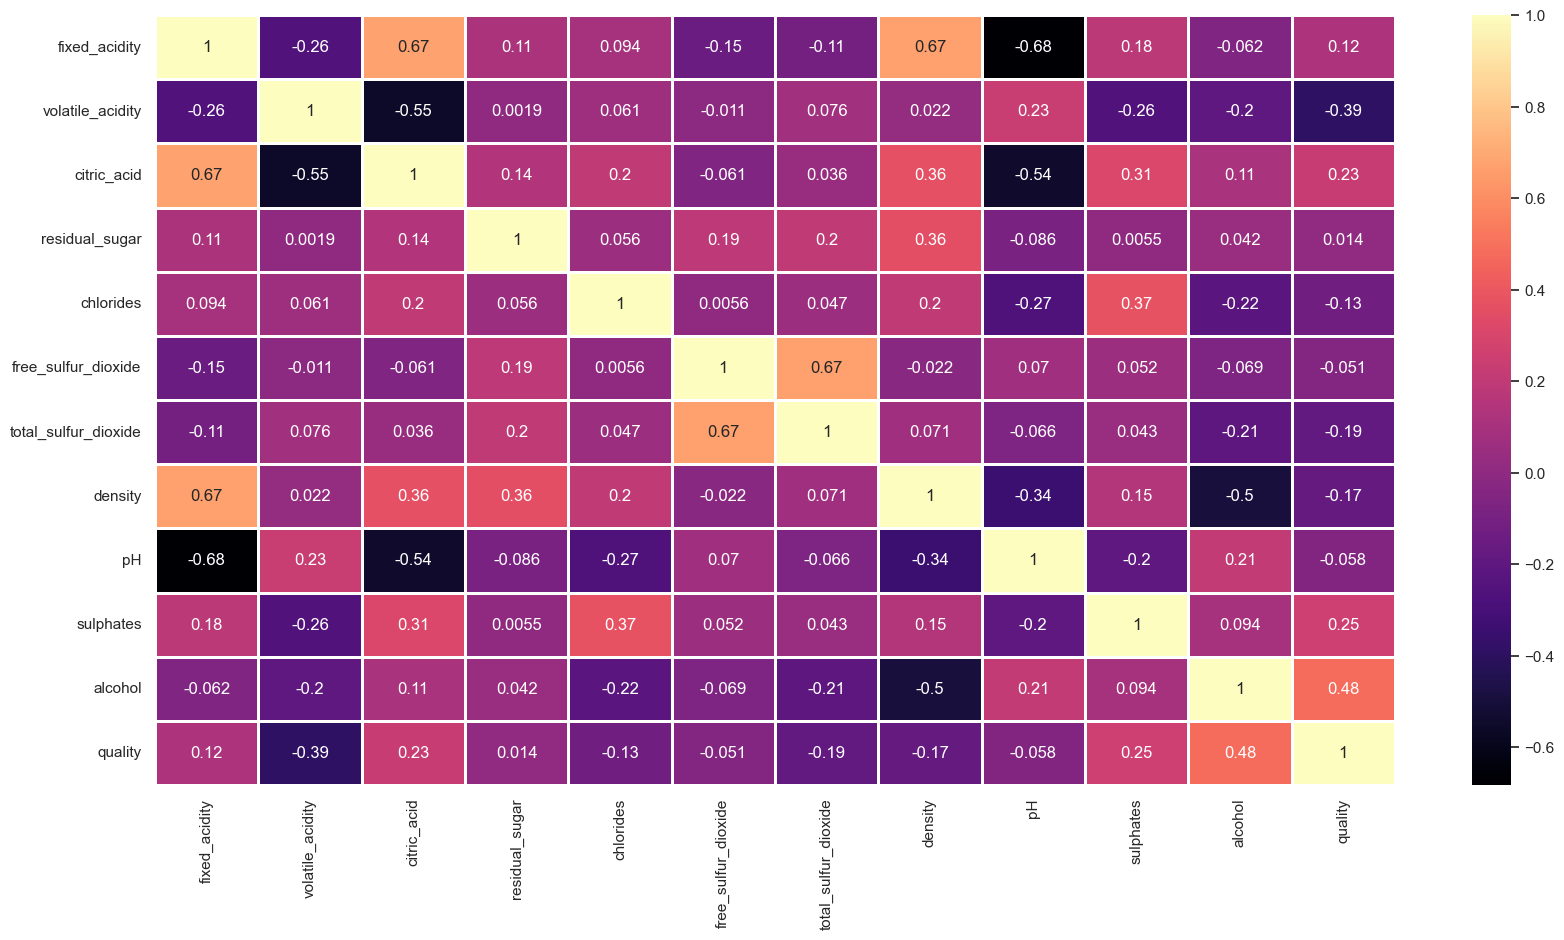 fixed_acidity 1 -0.26 0.67 0.11 0.094 -0.15 -0.11 0.67 -0.68 0.18 -0.062 0.12
volatile_acidity -0.26 1 -0.55 0.0019 0.061 -0.011 0.076 0.022 0.23 -0.26 -0.2 -0.39
citric_acid 0.67 -0.55 1 0.14 0.2 -0.061 0.036 0.36 -0.54 0.31 0.11 0.23
residual_sugar 0.11 0.0019 0.14 1 0.056 0.19 0.2 0.36 -0.086 0.0055 0.042 0.014
chlorides 0.094 0.061 0.2 0.056 1 0.0056 0.047 0.2 -0.27 0.37 -0.22 -0.13
free_sulfur_dioxide -0.15 -0.011 -0.061 0.19 0.0056 1 0.67 -0.022 0.07 0.052 -0.069 -0.051
total_sulfur_dioxide -0.11 0.076 0.036 0.2 0.047 0.67 1 0.071 -0.066 0.043 -0.21 -0.19
density 0.67 0.022 0.36 0.36 0.2 -0.022 0.071 1 -0.34 0.15 -0.5 -0.17
pH -0.68 0.23 -0.54 -0.086 -0.27 0.07 -0.066 -0.34 1 -0.2 0.21 -0.058
sulphates 0.18 -0.26 0.31 0.0055 0.37 0.052 0.043 0.15 -0.2 1 0.094 0.25
alcohol -0.062 -0.2 0.11 0.042 -0.22 -0.069 -0.21 -0.5 0.21 0.094 1 0.48
quality 0.12 -0.39 0.23 0.014 -0.13 -0.051 -0.19 -0.17 -0.058 0.25 0.48 1
fixed_acidity
volatile_acidity
citric_acid
residual_sugar
chlorides
free_sulfur_dioxide
total_sulfur_dioxide
density
pH
sulphates
alcohol
quality
1.0
0.8
0.6
0.4
0.2
0.0
−0.2
−0.4
−0.6